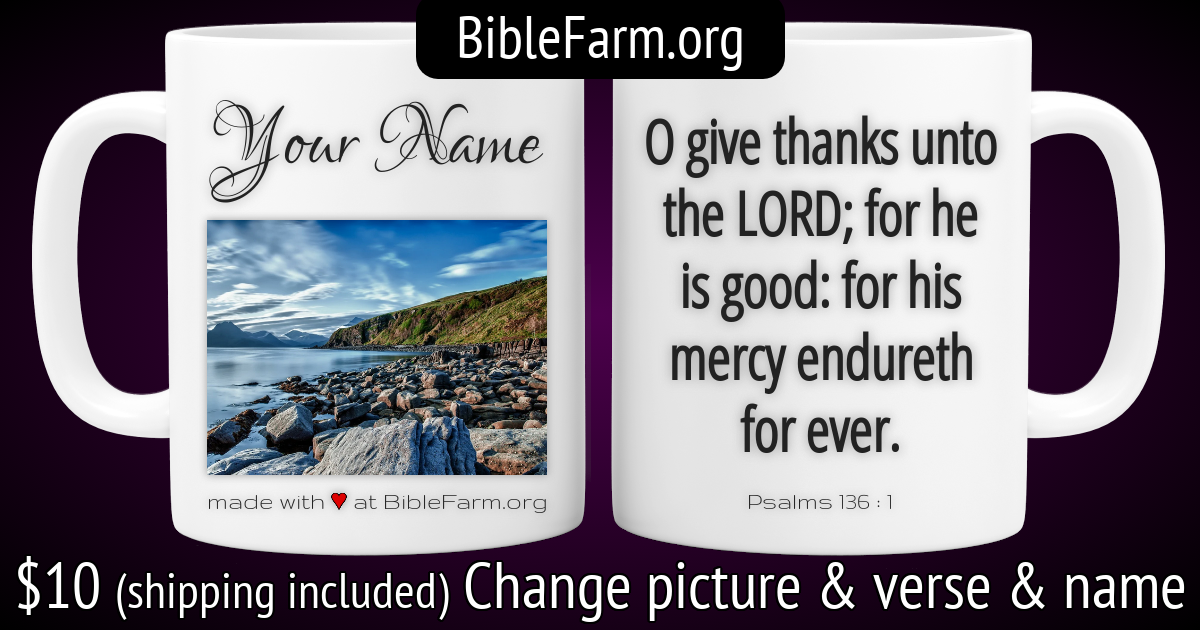 BibleFarm.org
Your Name
made with ♥ at BibleFarm.org
O give thanks unto
the LORD; for he
is good: for his
mercy endureth
for ever.
Psalms 136 : 1
$10 (shipping included) Change picture & verse & name